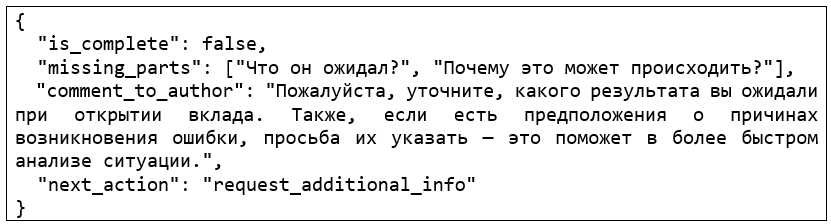 {
  "is_complete": false,
  "missing_parts": ["Что он ожидал?", "Почему это может происходить?"],
  "comment_to_author": "Пожалуйста, уточните, какого результата вы ожидали
при открытии вклада. Также, если есть предположения о причинах
возникновения ошибки, просьба их указать — это поможет в более быстром
анализе ситуации.",
  "next_action": "request_additional_info"
}